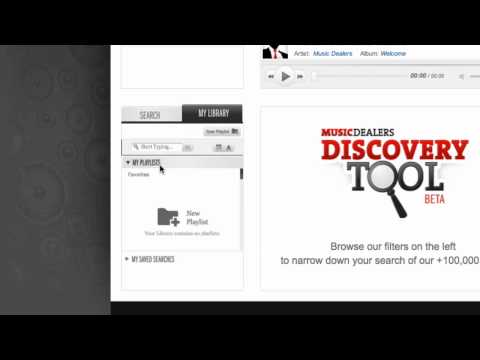 Artist: Music Dealers Album: Welcome
00:00 / 00:00
SEARCH
MY LIBRARY
New Playlist
Start Typing...
MY PLAYLISTS
Favorites
New
Playlist
Your Library contains no playlists
MY SAVED SEARCHES
MUSICDEALERS
DISCOVERY
TOOL
BETA
Browse our filters on the left
to narrow down your search of our +100,000